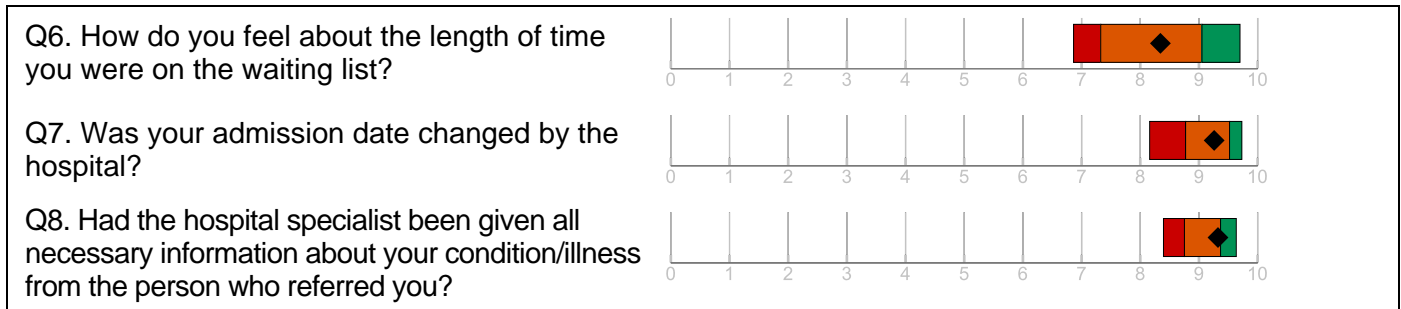 Q6. How do you feel about the length of time
you were on the waiting list?
0 1 2 3 4 5 6 7 8 9 10
Q7. Was your admission date changed by the
hospital?
0 1 2 3 4 5 6 7 8 9 10
Q8. Had the hospital specialist been given all
necessary information about your condition/illness
from the person who referred you?
0 1 2 3 4 5 6 7 8 9 10